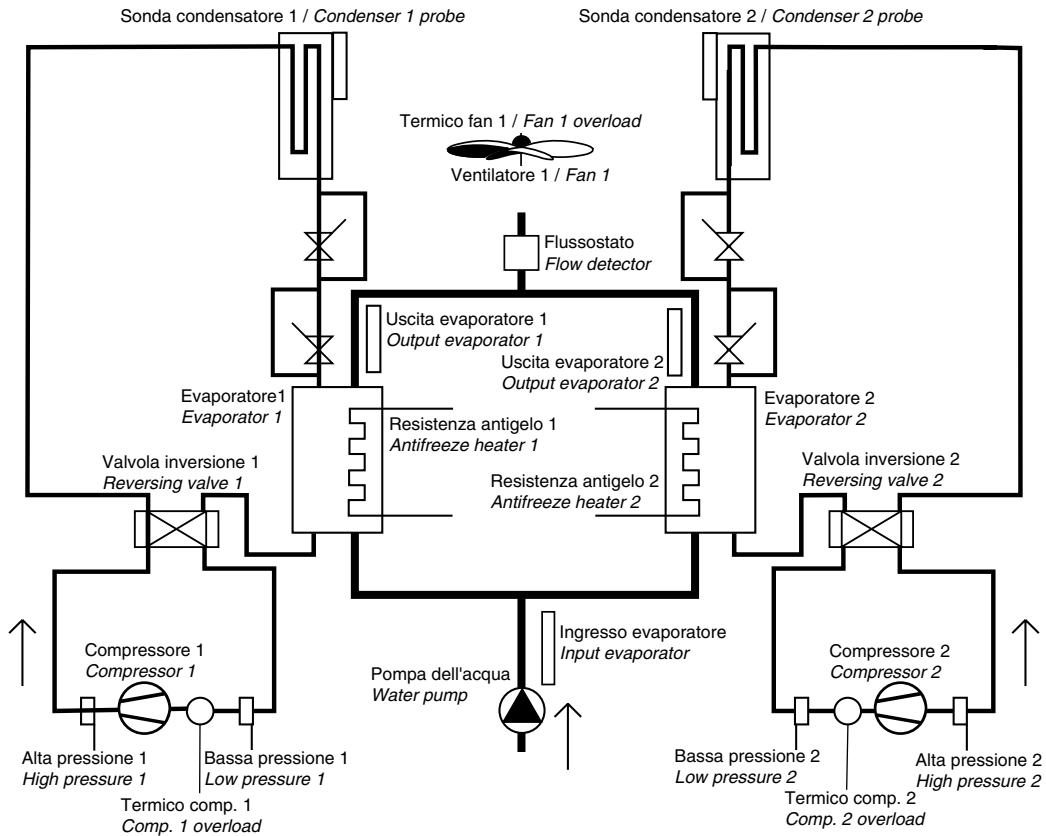 Sonda condensatore 1 / Condenser 1 probe
Sonda condensatore 2 / Condenser 2 probe
Termico fan 1 / Fan 1 overload
Ventilatore 1 / Fan 1
Flussostato
Flow detector
Uscita evaporatore 1
Output evaporator 1
Uscita evaporatore 2
Output evaporator 2
Evaporatore1
Evaporator 1
Evaporatore 2
Evaporator 2
Resistenza antigelo 1
Antifreeze heater 1
Valvola inversione 1
Reversing valve 1
Resistenza antigelo 2
Antifreeze heater 2
Valvola inversione 2
Reversing valve 2
Ingresso evaporatore
Input evaporator
Compressore 1
Compressor 1
Compressore 2
Compressor 2
Pompa dell'acqua
Water pump
Alta pressione 1
High pressure 1
Bassa pressione 1
Low pressure 1
Bassa pressione 2
Low pressure 2
Alta pressione 2
High pressure 2
Termico comp. 1
Comp. 1 overload
Termico comp. 2
Comp. 2 overload